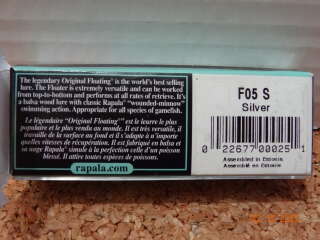 The legendary Original Floating® is the world's best selling
lure. The Floater is extremely versatile and can be worked
from top-to-bottom and performs at all rates of retrieve. It's
a balsa wood lure with classic Rapala® "wounded-minnow"
swimming action. Appropriate for all species of gamefish.
Le légendaire "Original Floating" est le leurre le plus
populaire et le plus vendu au monde. Il est très versatile, il
travaille de la surface au fond et il s'adapte à n'importe
quelles vitesses de récupération. Il est fabriqué en balsa et
sa nage Rapala® simule à la perfection celle d'un poisson
blessé. Il attire toutes espèces de poissons.
rapala.com
F05 S
Silver
0 22677 00025 1
Assembled in Estonia
Assemblé en Estonie